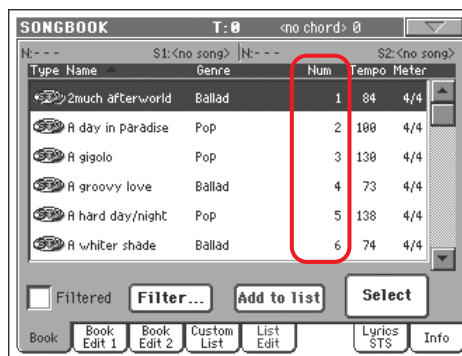 SONGBOOK T:0 <no chord> 0
N:--- S1:<no song> N:--- S2:<no song>
Type Name Genre Num Tempo Meter
2much afterworld Ballad 1 84 4/4
A day in paradise Pop 2 100 4/4
A gigolo Pop 3 130 4/4
A groovy love Ballad 4 73 4/4
A hard day/night Pop 5 138 4/4
A whiter shade Ballad 6 74 4/4
Filtered Filter... Add to list Select
Book Book Edit 1 Book Edit 2 Custom List List Edit Lyrics STS Info